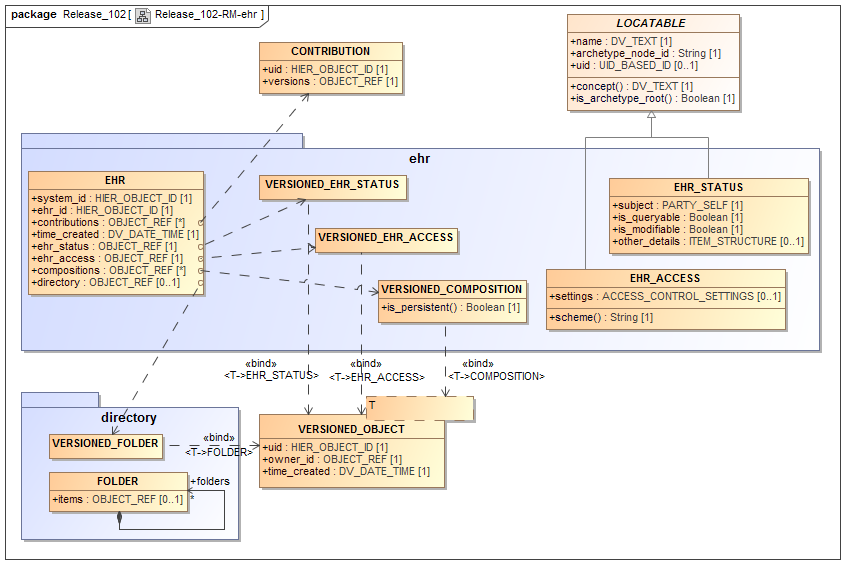 package Release_102 [ Release_102-RM-ehr ]
LOCATABLE
+name : DV_TEXT [1]
+archetype_node_id : String [1]
+uid : UID_BASED_ID [0..1]
+concept() : DV_TEXT [1]
+is_archetype_root() : Boolean [1]
CONTRIBUTION
+uid : HIER_OBJECT_ID [1]
+versions : OBJECT_REF [1]
ehr
EHR
+system_id : HIER_OBJECT_ID [1]
+ehr_id : HIER_OBJECT_ID [1]
+contributions : OBJECT_REF [*]
+time_created : DV_DATE_TIME [1]
+ehr_status : OBJECT_REF [1]
+ehr_access : OBJECT_REF [1]
+compositions : OBJECT_REF [*]
+directory : OBJECT_REF [0..1]
VERSIONED_EHR_STATUS
VERSIONED_EHR_ACCESS
VERSIONED_COMPOSITION
+is_persistent() : Boolean [1]
EHR_STATUS
+subject : PARTY_SELF [1]
+is_queryable : Boolean [1]
+is_modifiable : Boolean [1]
+other_details : ITEM_STRUCTURE [0..1]
EHR_ACCESS
+settings : ACCESS_CONTROL_SETTINGS [0..1]
+scheme() : String [1]
«bind»
<T->EHR_STATUS>
«bind»
<T->EHR_ACCESS>
«bind»
<T->COMPOSITION>
directory
VERSIONED_FOLDER
«bind»
<T->FOLDER>
FOLDER
+items : OBJECT_REF [0..1]
+folders
*
T
VERSIONED_OBJECT
+uid : HIER_OBJECT_ID [1]
+owner_id : OBJECT_REF [1]
+time_created : DV_DATE_TIME [1]